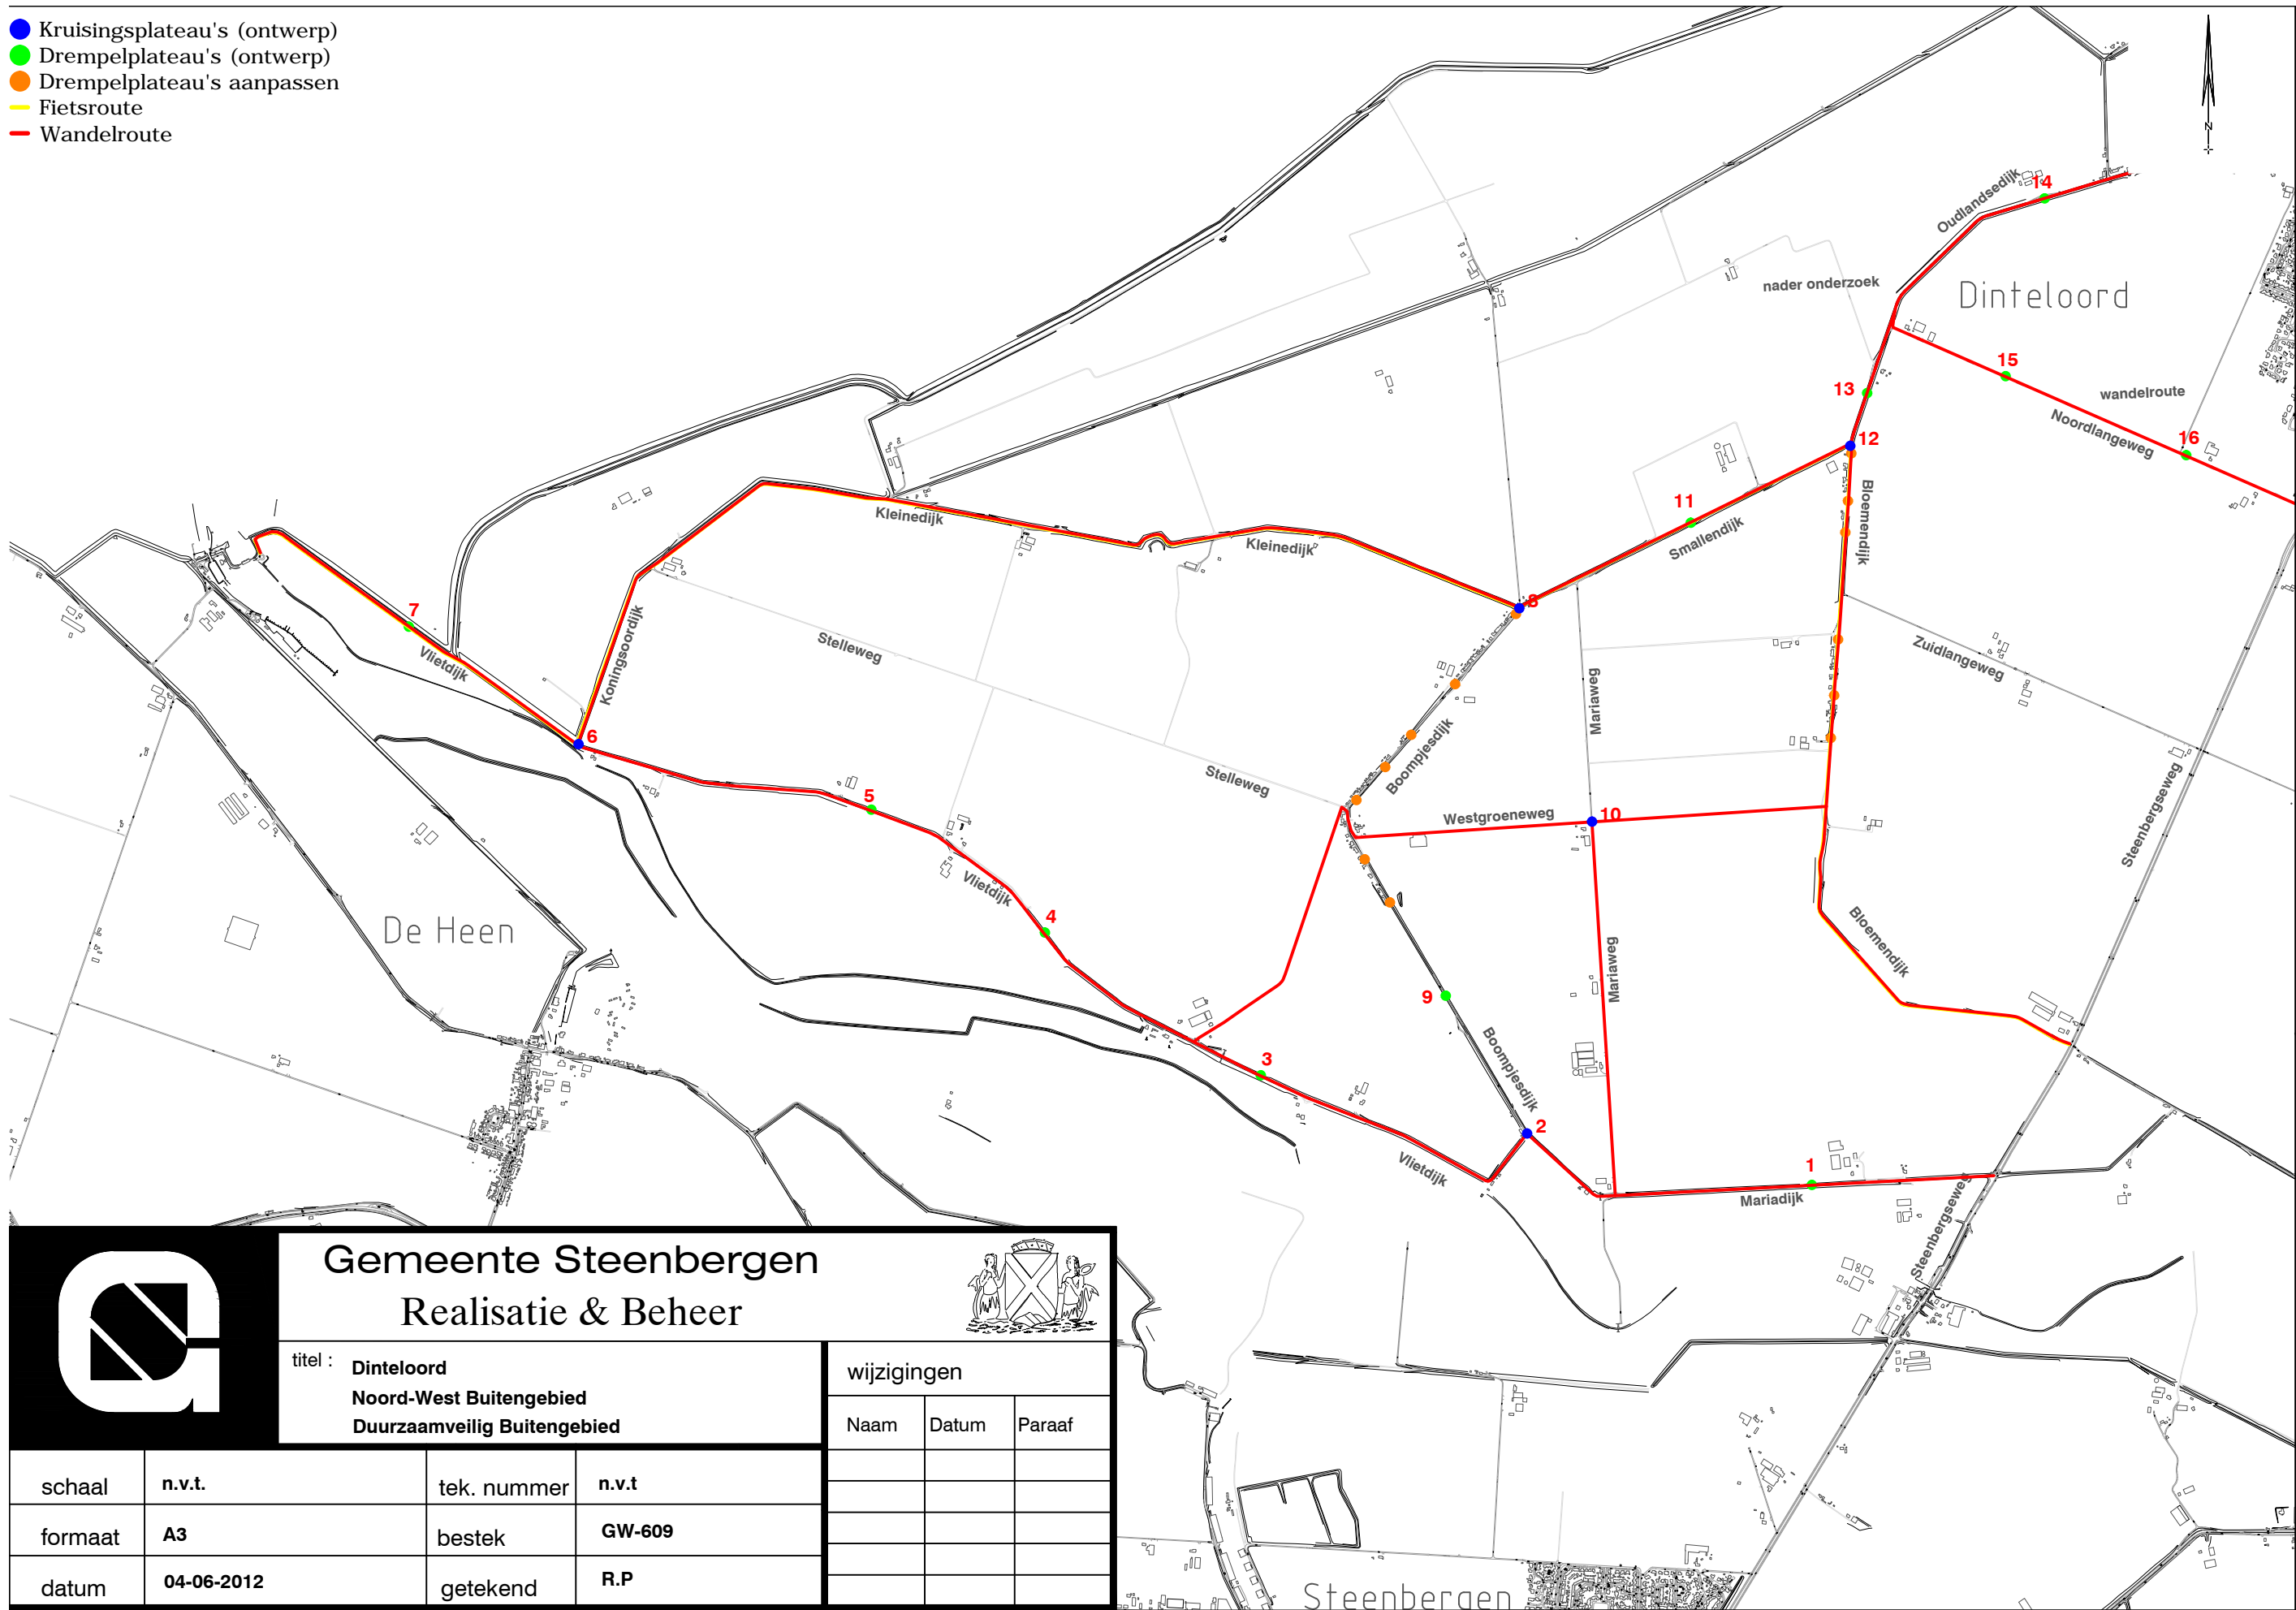 Kruisingsplateau's (ontwerp)
Drempelplateau's (ontwerp)
Drempelplateau's aanpassen
Fietsroute
Wandelroute
N
Oudlandsedijk
14
nader onderzoek
Dinteloord
15
13
wandelroute
Noordlangeweg
16
12
Kleinedijk
Kleinedijk
11
Smallendijk
Bloemendijk
8
7
Vlietdijk
Koningsoordijk
Stelleweg
Mariaweg
Zuidlangeweg
6
Boompjesdijk
Stelleweg
5
Westgroeneweg
10
Steenbergseweg
Vlietdijk
4
De Heen
Bloemendijk
Mariaweg
9
Boompjesdijk
3
2
Vlietdijk
1
Mariadijk
Steenbergseweg
Gemeente Steenbergen
Realisatie & Beheer
titel :
Dinteloord
Noord-West Buitengebied
Duurzaamveilig Buitengebied
wijzigingen
Naam Datum Paraaf
schaal n.v.t. tek. nummer n.v.t
formaat A3 bestek GW-609
datum 04-06-2012 getekend R.P
Steenbergen